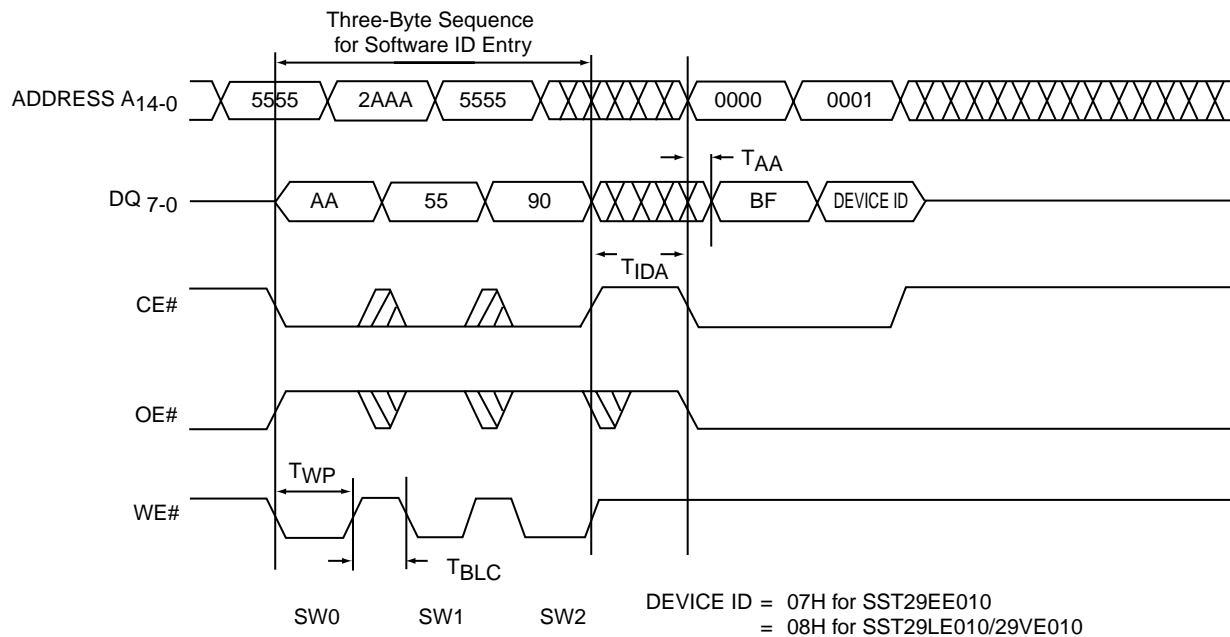 Three-Byte Sequence
for Software ID Entry
ADDRESS A14-0
5555
2AAA
5555
0000
0001
TAA
DQ 7-0
AA
55
90
BF
DEVICE ID
TIDA
CE#
OE#
TWP
WE#
TBLC
SW0
SW1
SW2
DEVICE ID = 07H for SST29EE010
= 08H for SST29LE010/29VE010